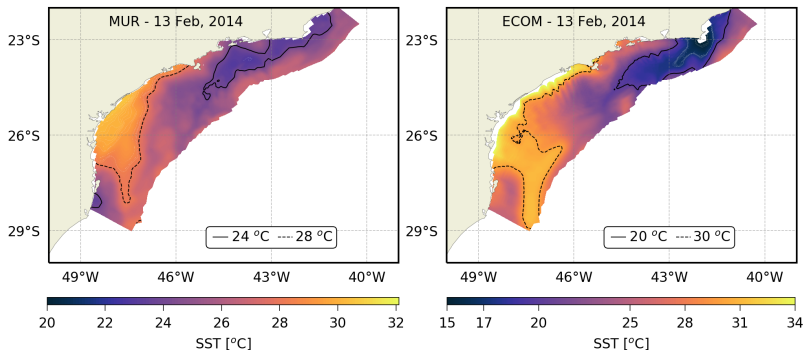 MUR - 13 Feb, 2014
23°S
26°S
29°S
24 °C 28 °C
49°W 46°W 43°W 40°W
20 22 24 26 28 30 32
SST [°C]
ECOM - 13 Feb, 2014
23°S
26°S
29°S
20 °C 30 °C
49°W 46°W 43°W 40°W
15 17 20 25 28 31 34
SST [°C]